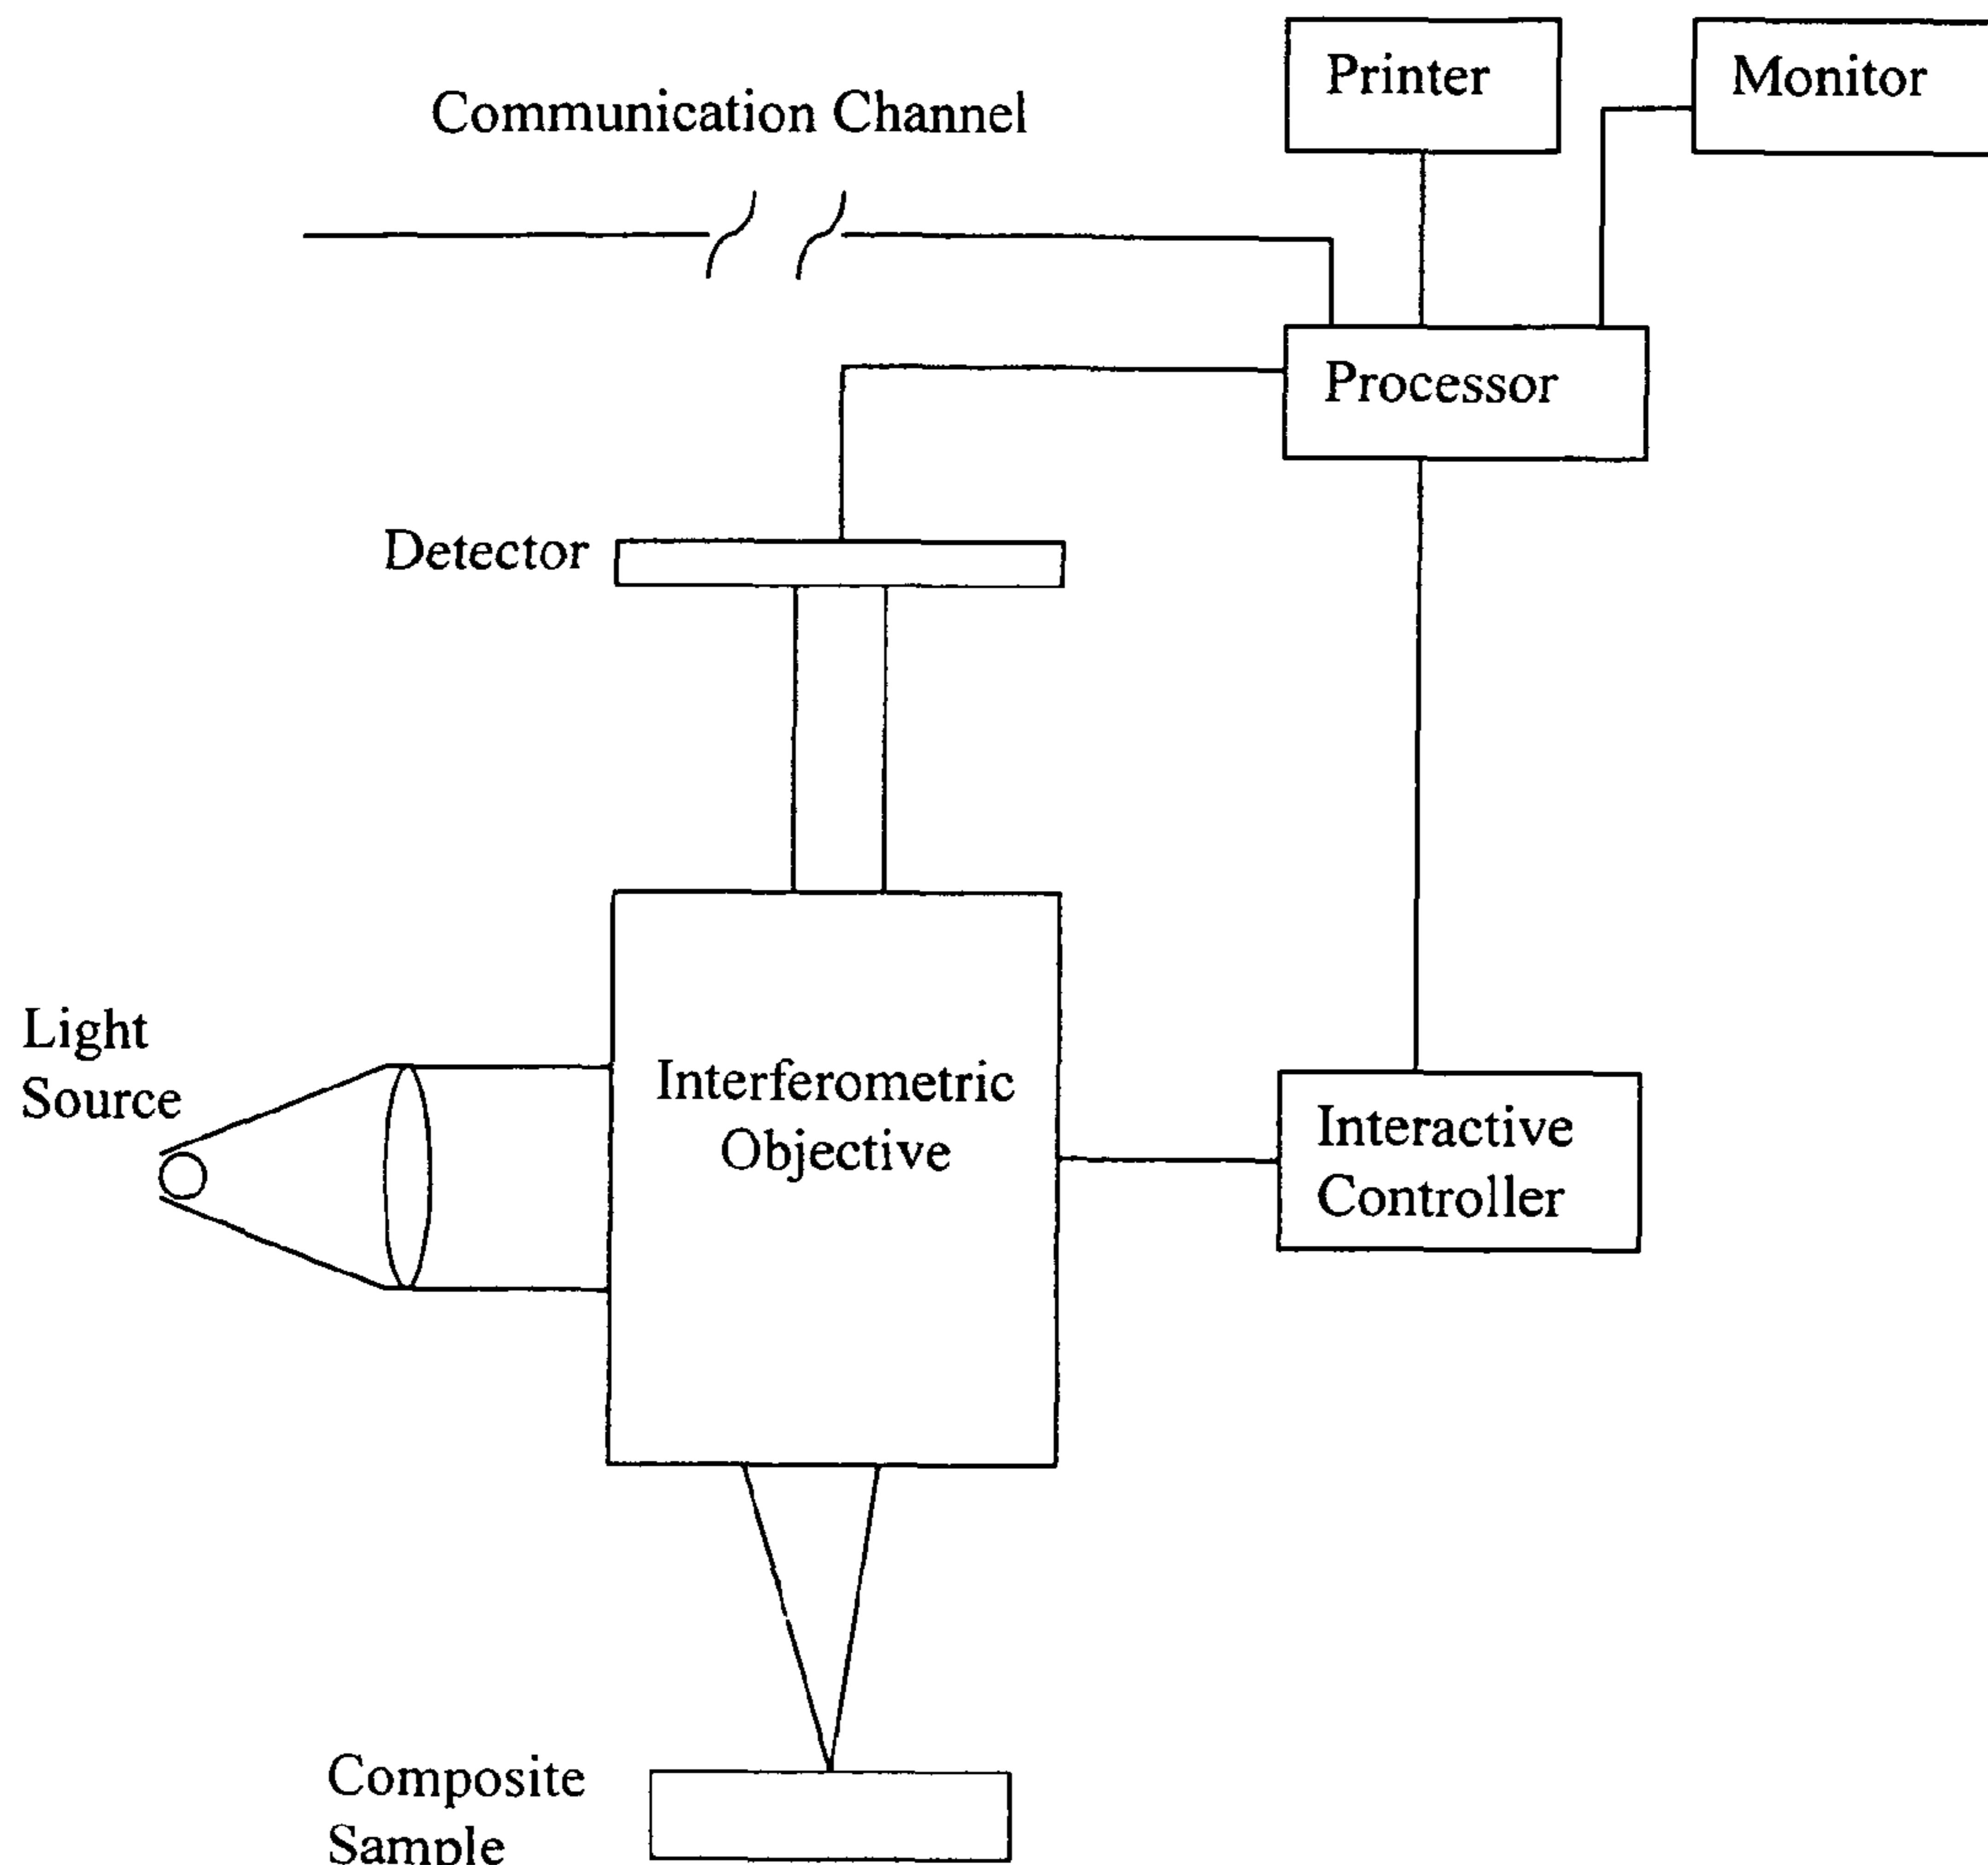 Printer
Monitor
Communication Channel
Processor
Detector
Light
Source
Interferometric
Objective
Interactive
Controller
Composite
Sample